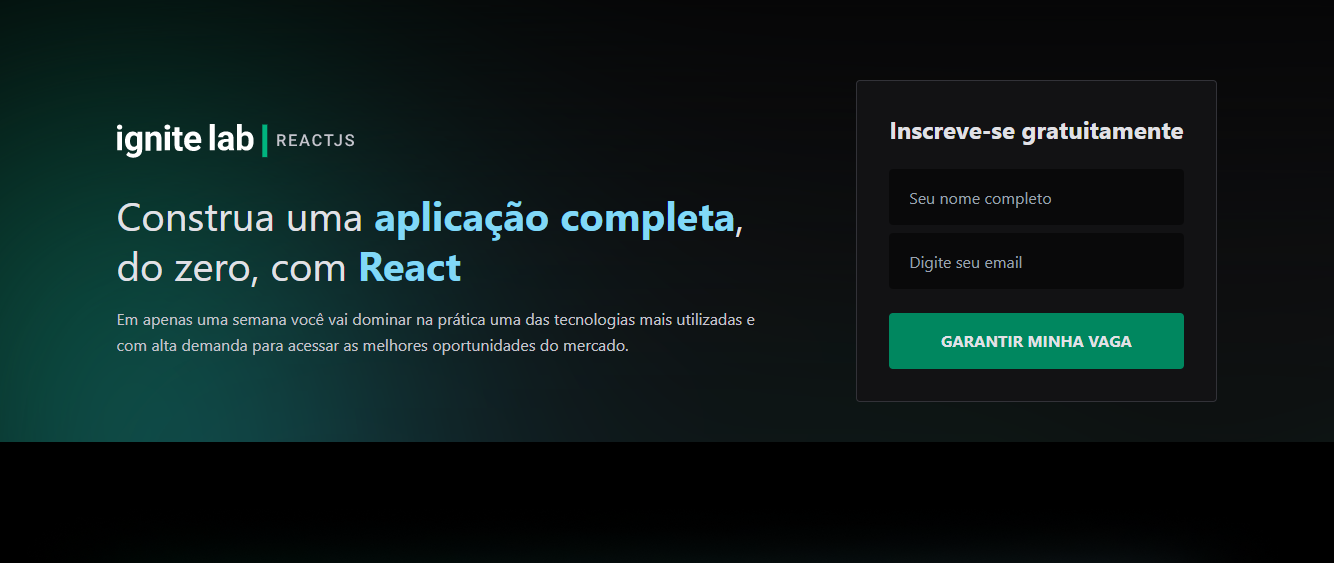 ignite lab | REACTJS
Construa uma aplicação completa,
do zero, com React
Em apenas uma semana você vai dominar na prática uma das tecnologias mais utilizadas e
com alta demanda para acessar as melhores oportunidades do mercado.
Inscreve-se gratuitamente
Seu nome completo
Digite seu email
GARANTIR MINHA VAGA